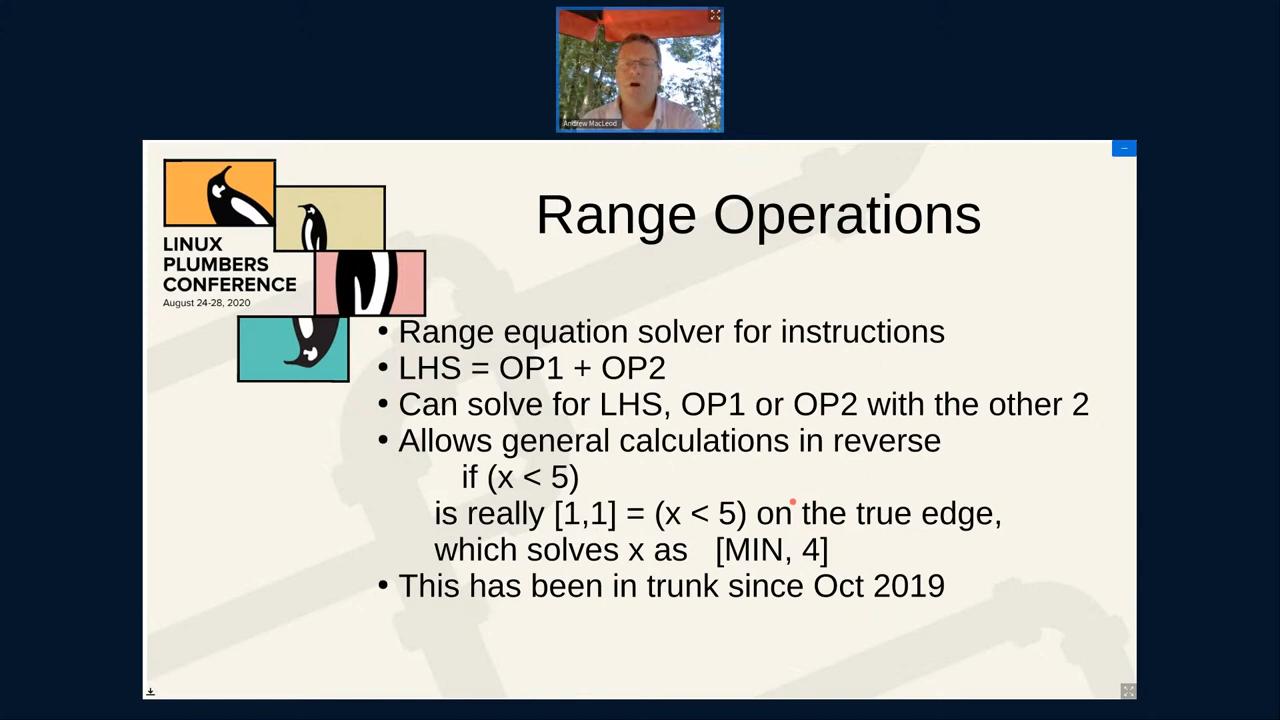 Andrew MacLeod
LINUX
PLUMBERS
CONFERENCE
August 24-28, 2020
Range Operations
• Range equation solver for instructions
• LHS = OP1 + OP2
• Can solve for LHS, OP1 or OP2 with the other 2
• Allows general calculations in reverse
if (x < 5)
is really [1,1] = (x < 5) on the true edge,
which solves x as [MIN, 4]
• This has been in trunk since Oct 2019